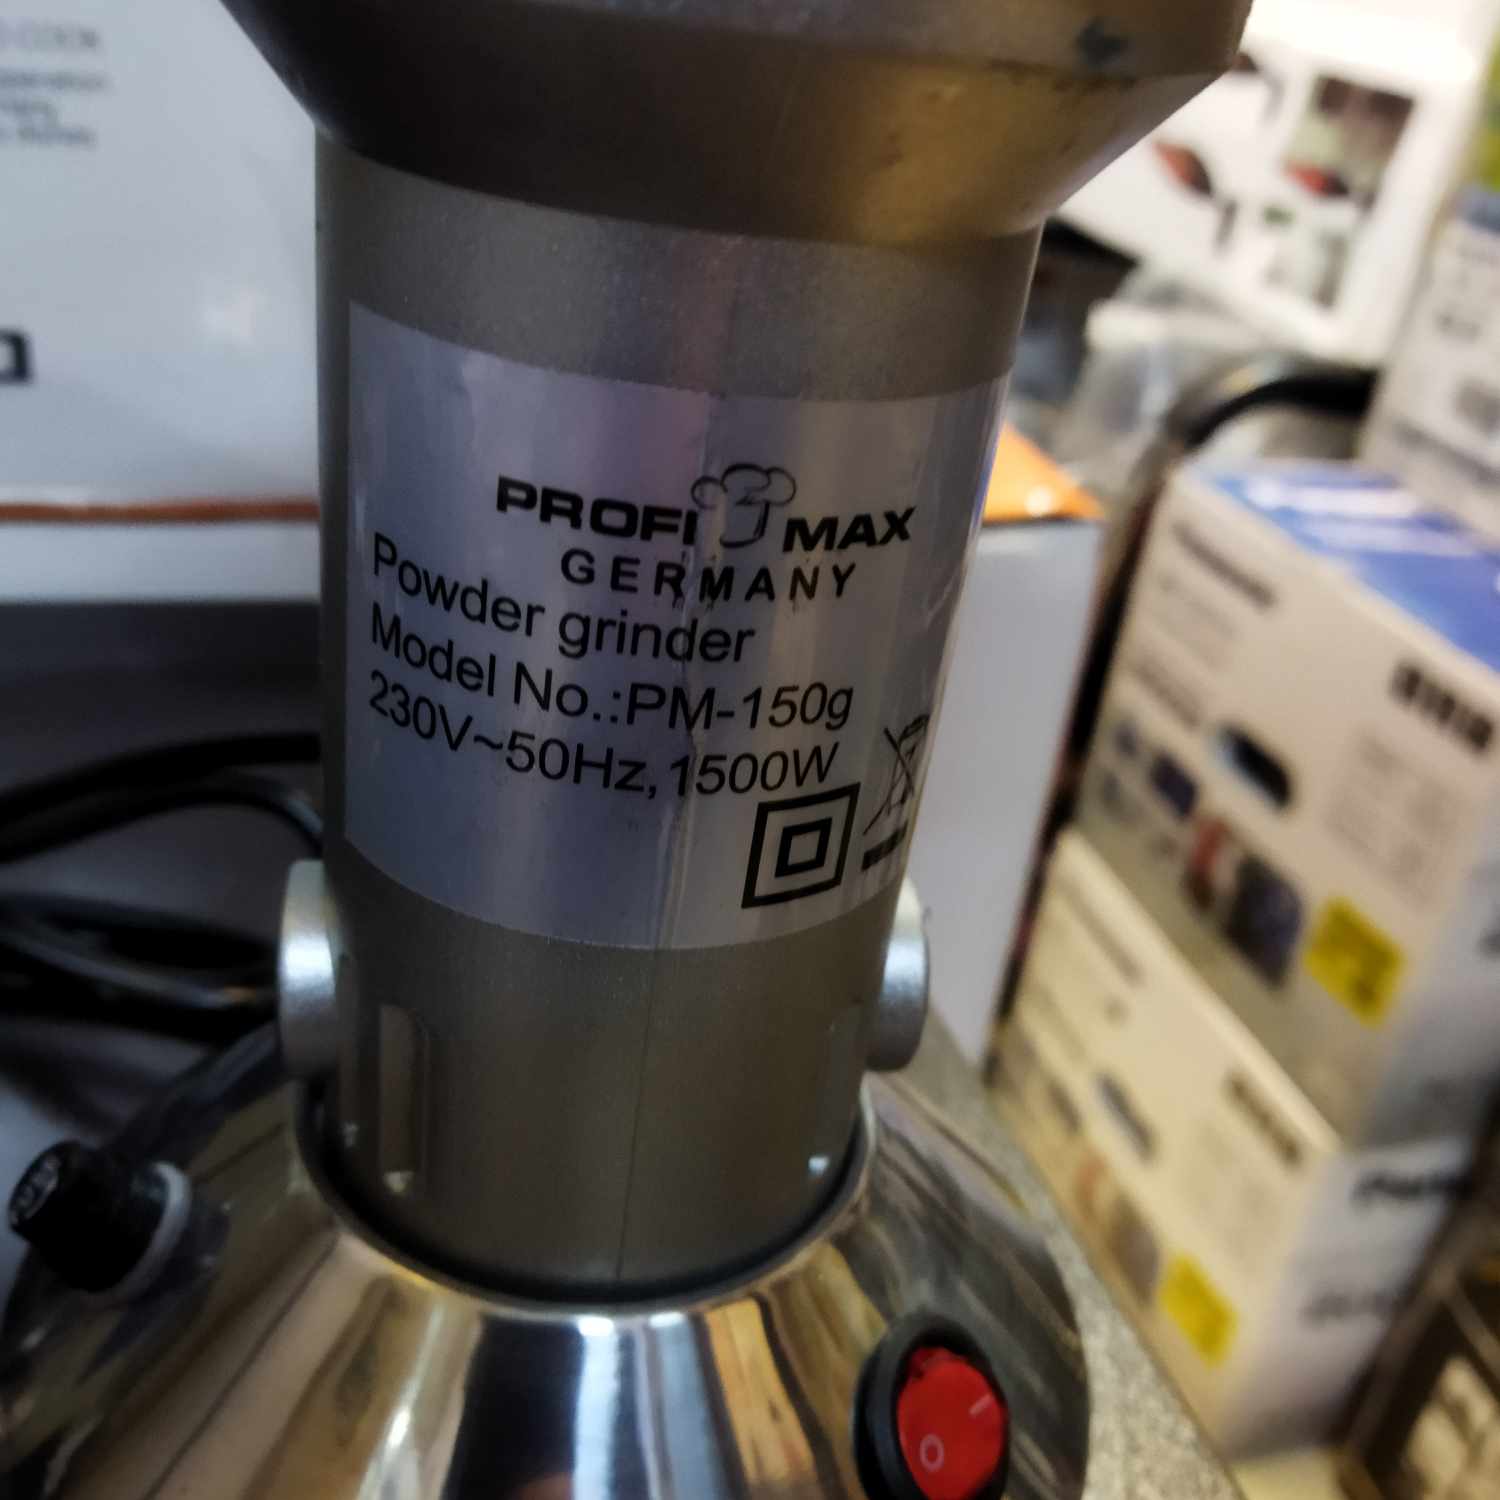 PROFI MAX
GERMANY
Powder grinder
Model No.:PM-150g
230V~50Hz,1500W